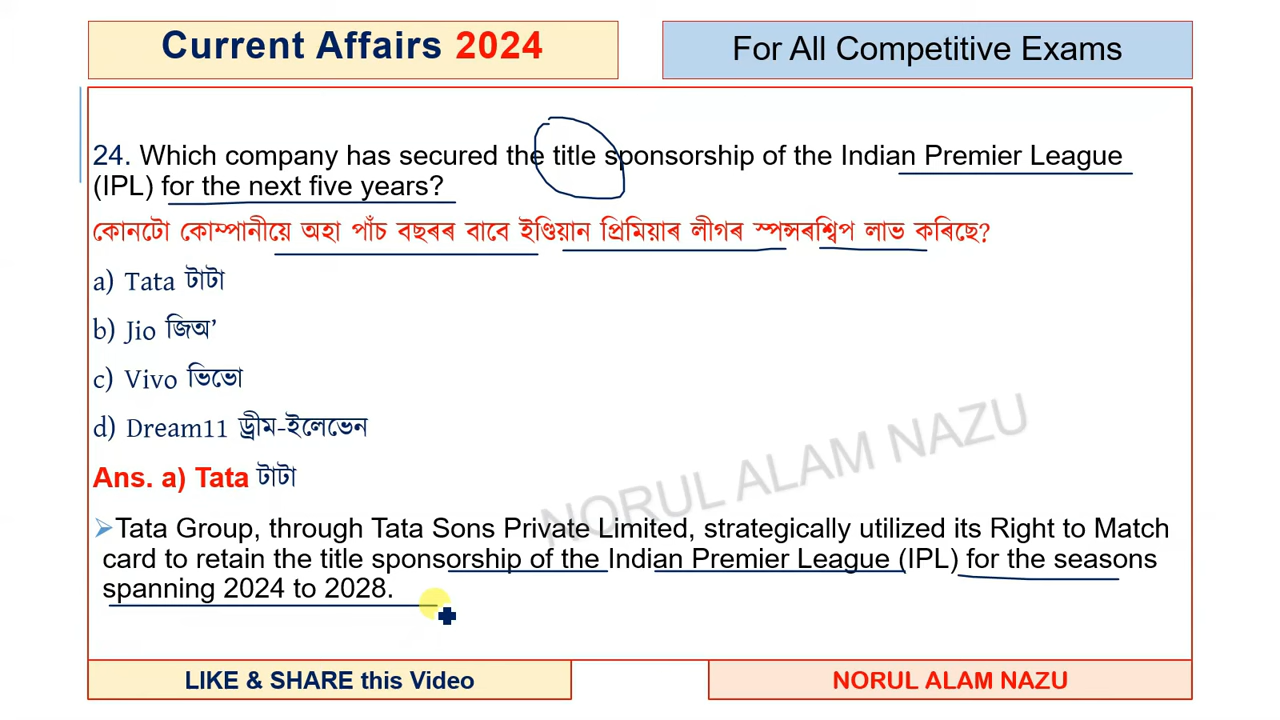 Current Affairs 2024
For All Competitive Exams
24. Which company has secured the title sponsorship of the Indian Premier League
(IPL) for the next five years?
কোনটো কোম্পানীয়ে অহা পাঁচ বছৰৰ বাবে ইণ্ডিয়ান প্ৰিমিয়াৰ লীগৰ স্পন্সৰশ্বিপ লাভ কৰিছে?
a) Tata টাটা
b) Jio জিঅ’
c) Vivo ভিভো
d) Dream11 ড্ৰীম-ইলেভেন
Ans. a) Tata টাটা
➢Tata Group, through Tata Sons Private Limited, strategically utilized its Right to Match
card to retain the title sponsorship of the Indian Premier League (IPL) for the seasons
spanning 2024 to 2028.
NORUL ALAM NAZU
LIKE & SHARE this Video
NORUL ALAM NAZU